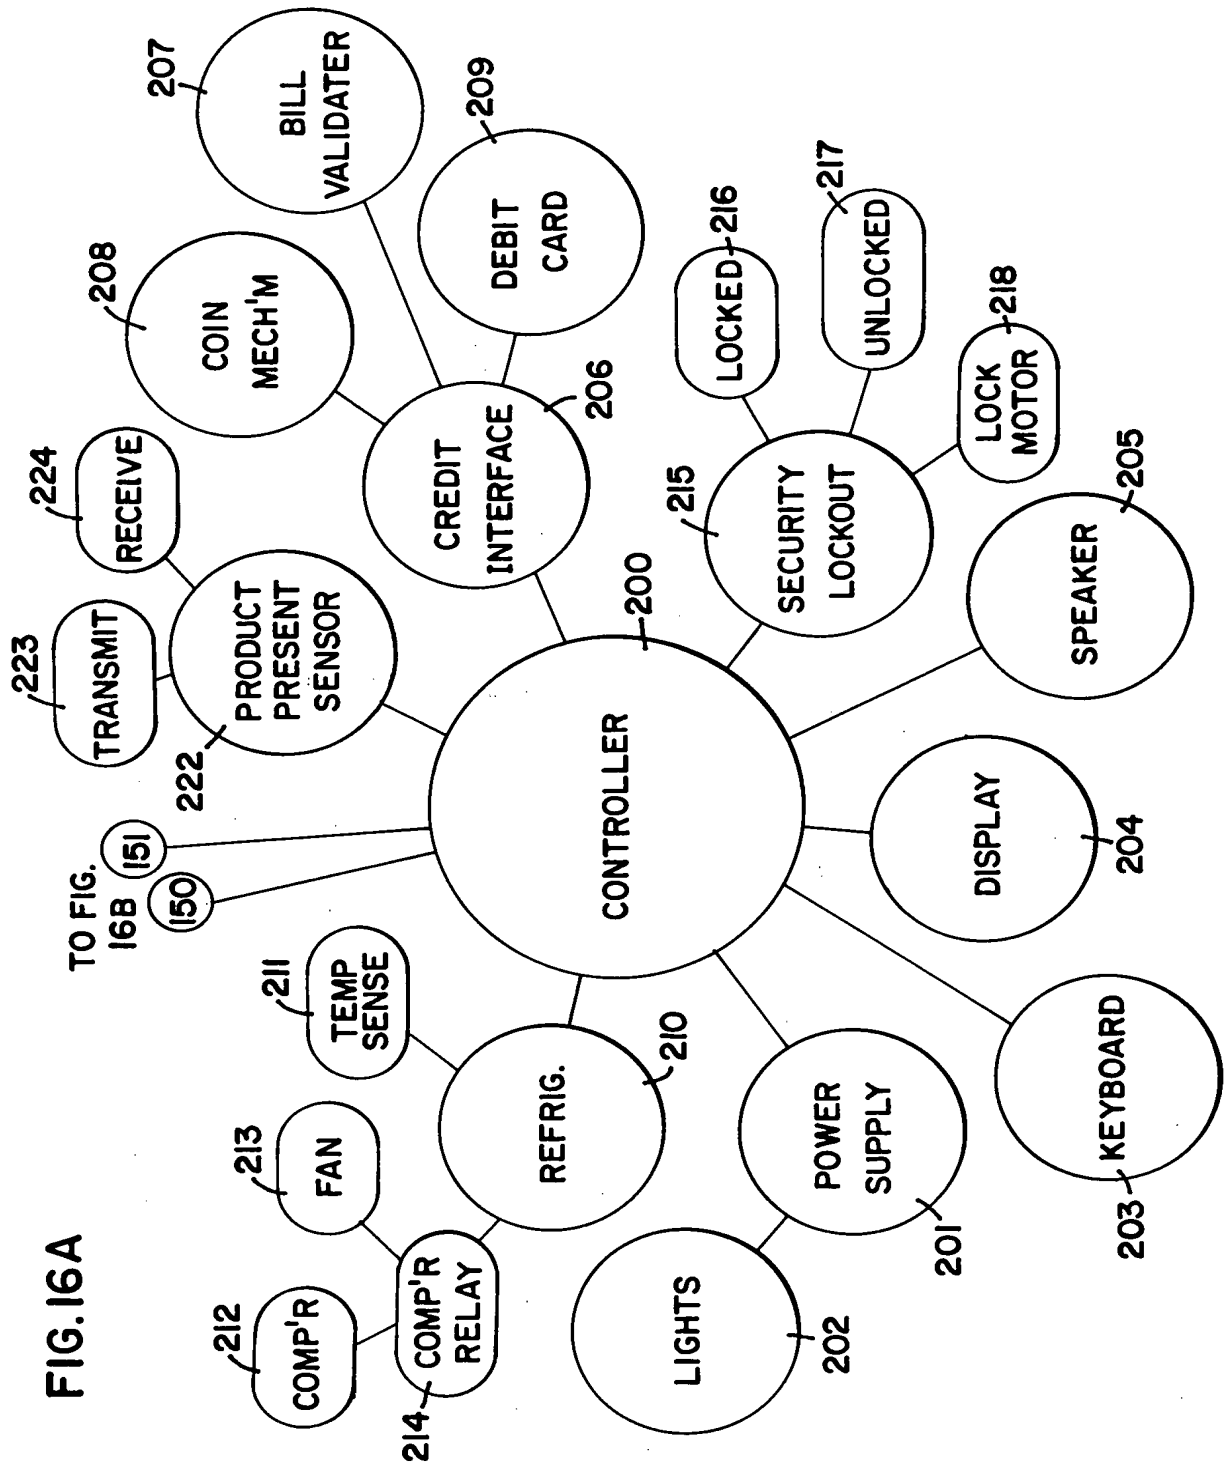 FIG.16A
TO FIG.
16B
150
151
212
COMP'R
213
FAN
214
COMP'R
RELAY
211
TEMP
SENSE
REFRIG.
210
223
TRANSMIT
224
RECEIVE
222
PRODUCT
PRESENT
SENSOR
208
COIN
MECH'M
207
BILL
VALIDATER
209
DEBIT
CARD
CREDIT
INTERFACE
206
200
CONTROLLER
LIGHTS
202
POWER
SUPPLY
201
KEYBOARD
203
DISPLAY
204
SPEAKER
205
215
SECURITY
LOCKOUT
LOCKED
216
UNLOCKED
217
LOCK
MOTOR
218